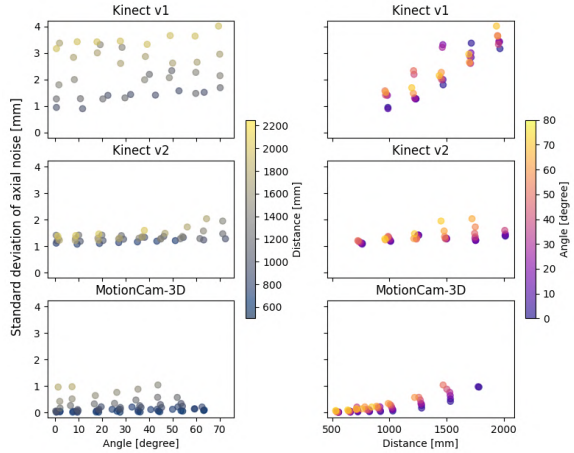 Kinect v1
Kinect v1
4
3
2
1
0
Standard deviation of axial noise [mm]
Kinect v2
Kinect v2
4
3
2
1
0
2200
2000
1800
1600
1400
1200
1000
800
600
Distance [mm]
80
70
60
50
40
30
20
10
0
Angle [degree]
MotionCam-3D
MotionCam-3D
4
3
2
1
0
0 10 20 30 40 50 60 70
500 1000 1500 2000
Angle [degree]
Distance [mm]